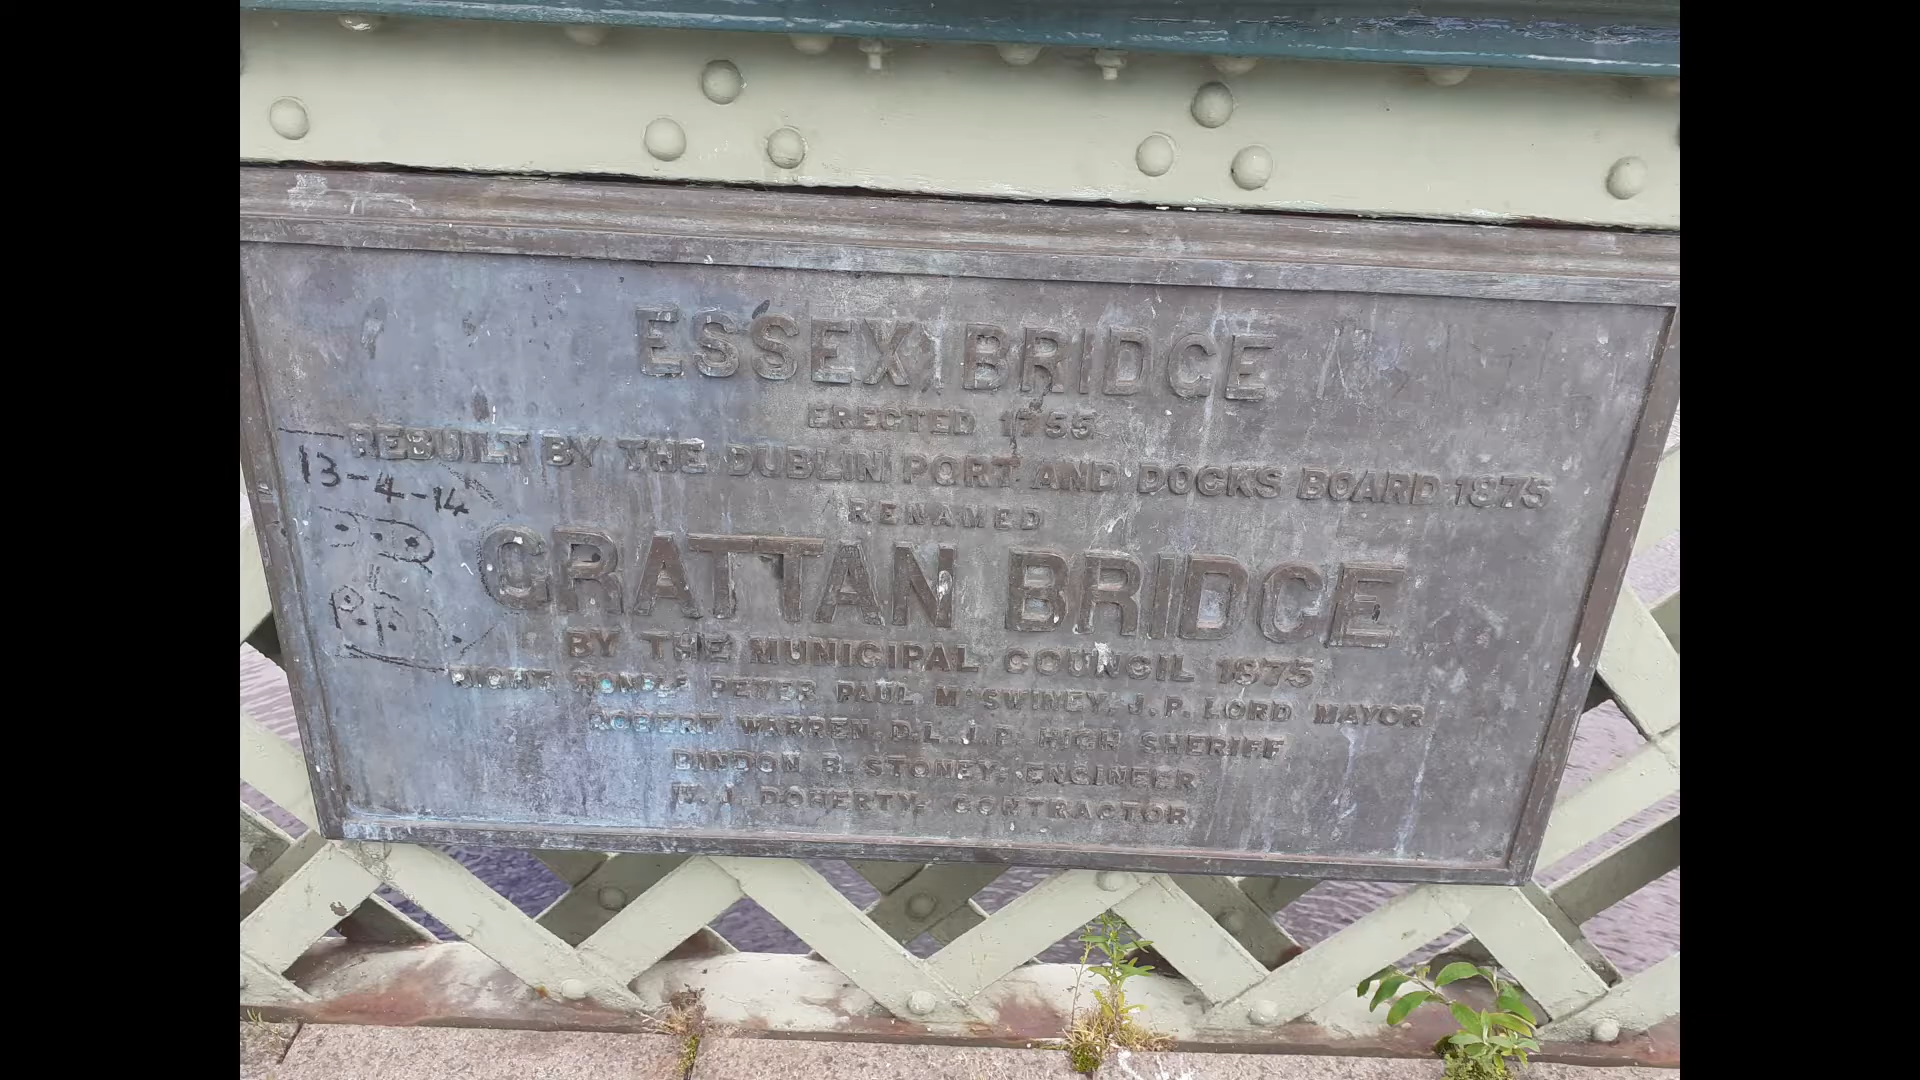 ESSEX BRIDGE
ERECTED 1755
REBUILT BY THE DUBLIN PORT AND DOCKS BOARD 1875
RENAMED
GRATTAN BRIDGE
BY THE MUNICIPAL COUNCIL 1875
RIGHT HONBLE PETER PAUL McSWINEY, J.P. LORD MAYOR
ROBERT WARREN, D.L. J.P. HIGH SHERIFF
BINDON B. STONEY, ENGINEER
W. J. DOHERTY, CONTRACTOR
13-4-14